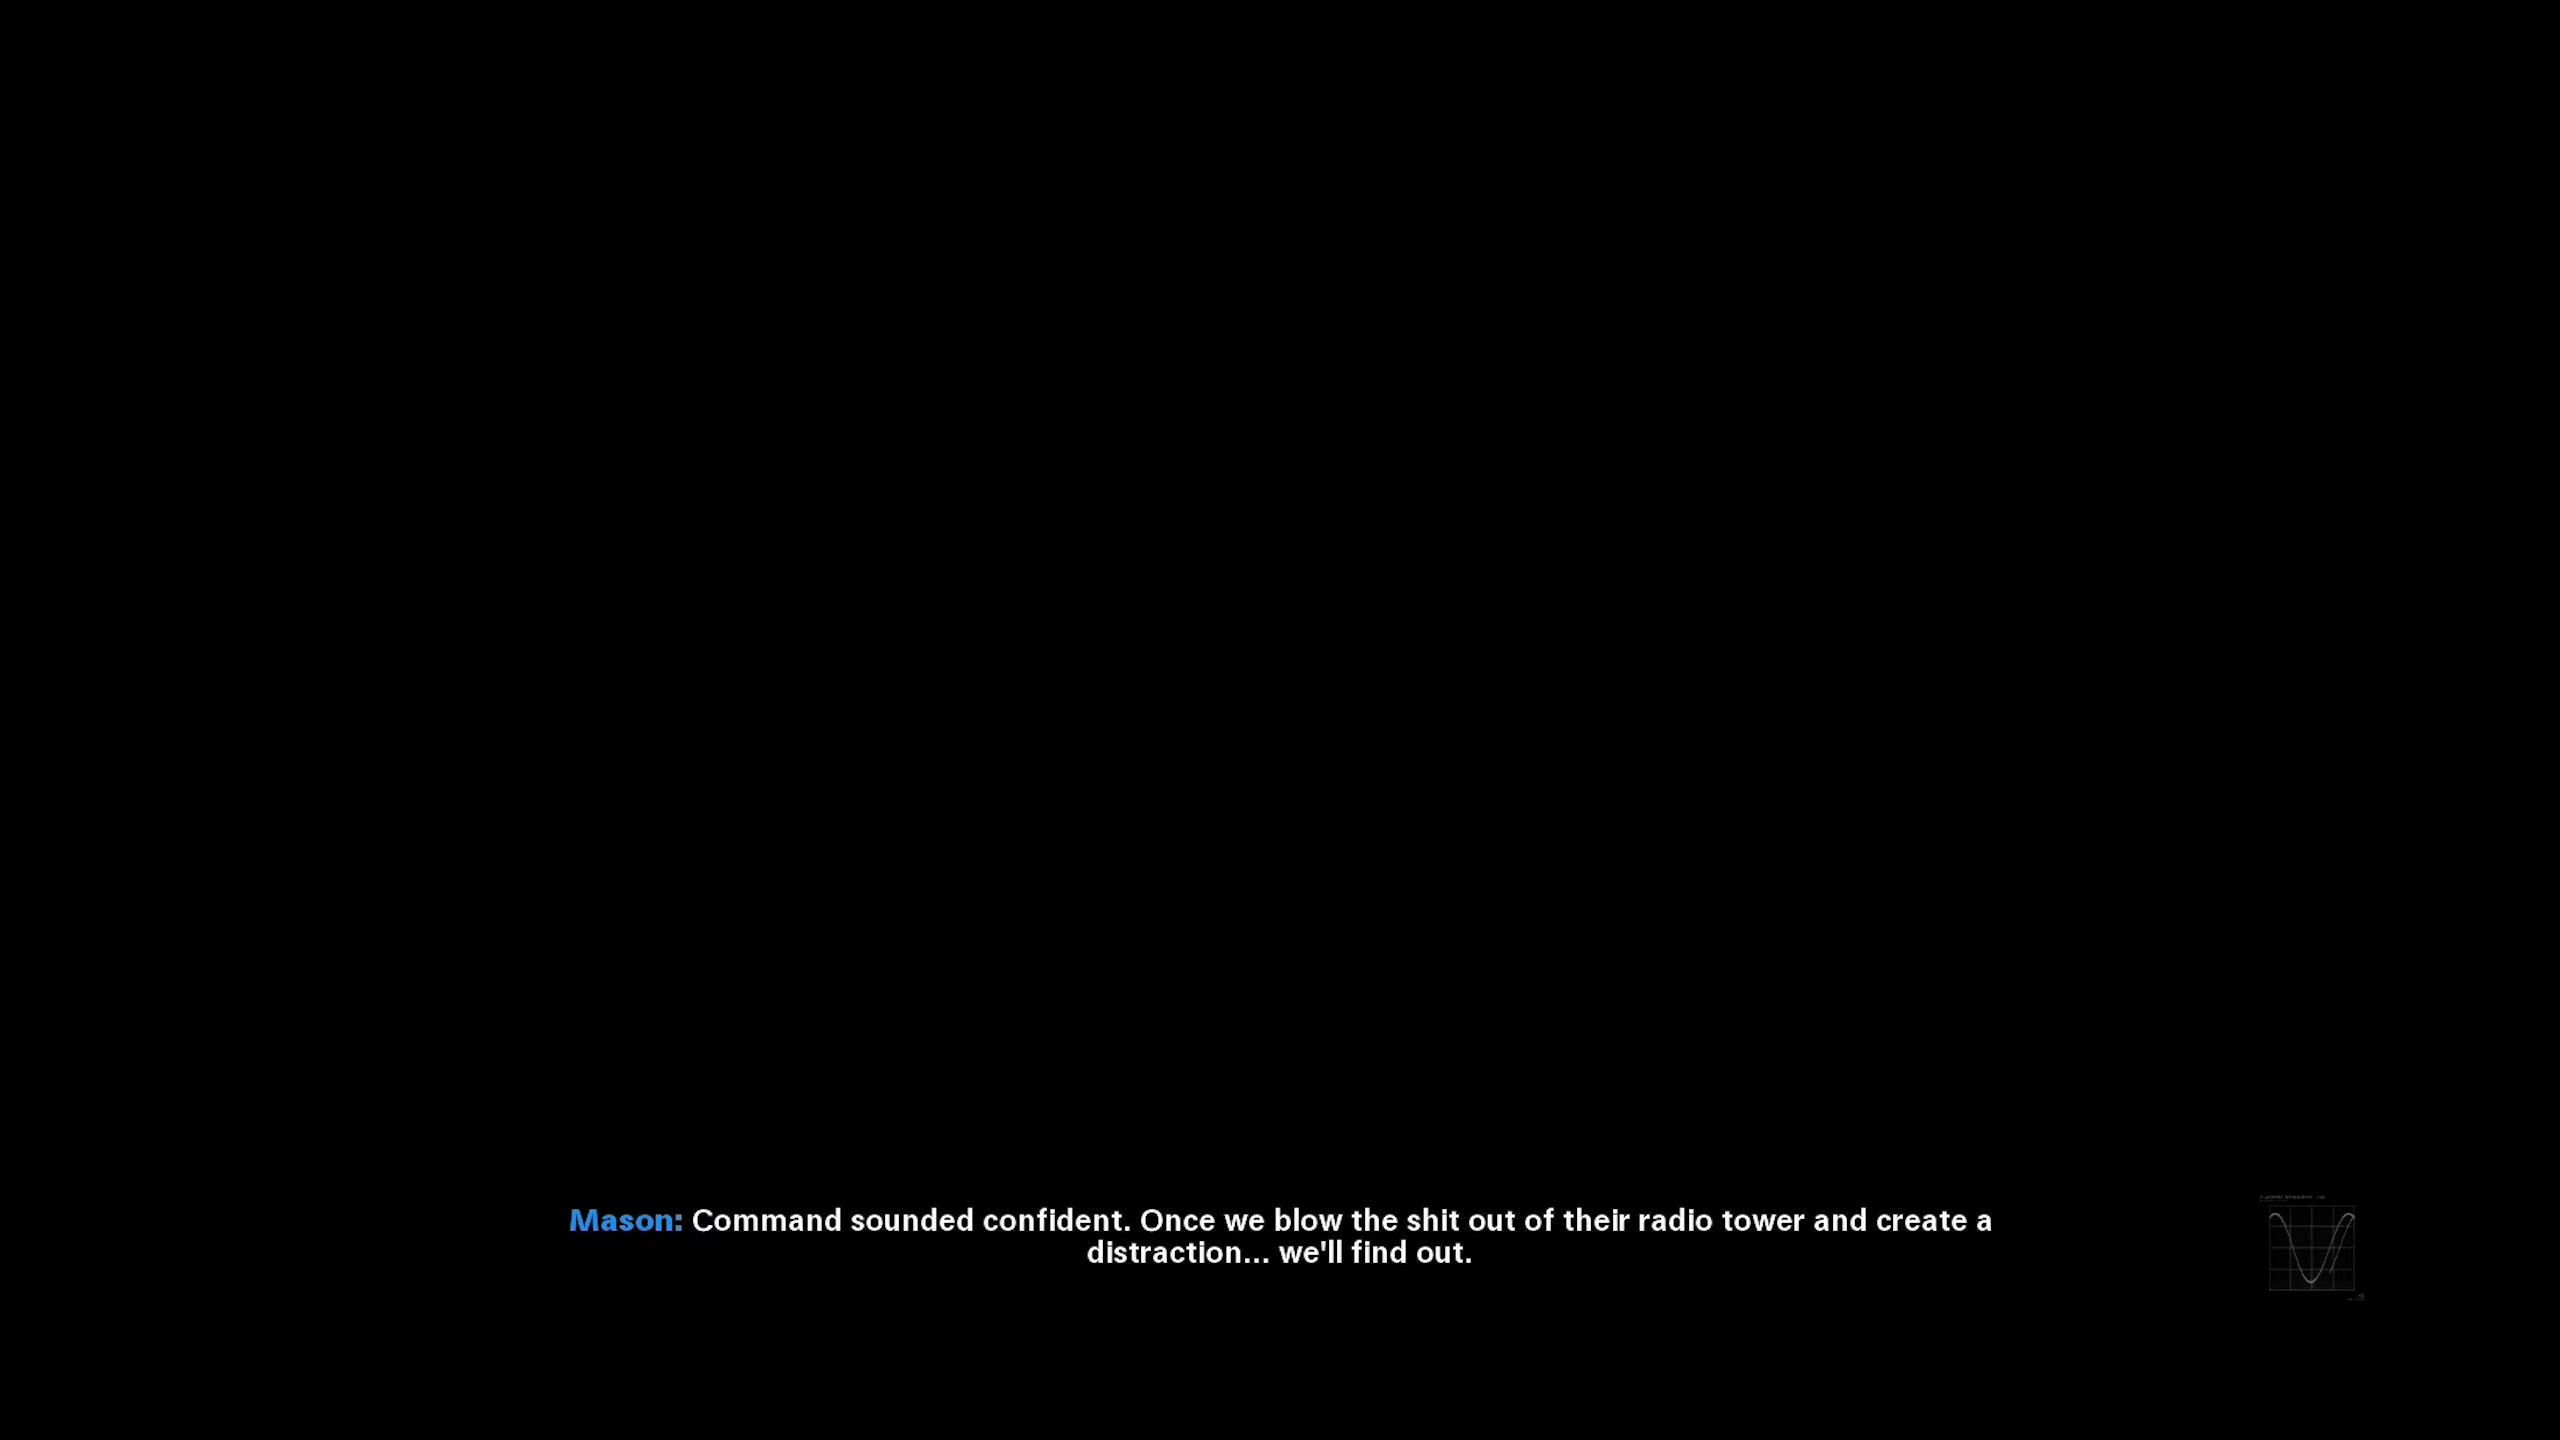 Mason: Command sounded confident. Once we blow the shit out of their radio tower and create a
distraction... we'll find out.